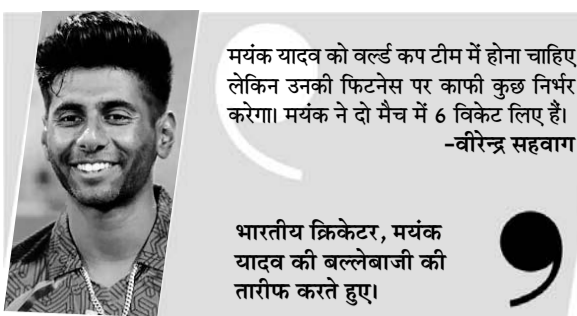 मयंक यादव को वर्ल्ड कप टीम में होना चाहिए
लेकिन उनकी फिटनेस पर काफी कुछ निर्भर
करेगा। मयंक ने दो मैच में 6 विकेट लिए हैं।
-वीरेन्द्र सहवाग
भारतीय क्रिकेटर, मयंक
यादव की बल्लेबाजी की
तारीफ करते हुए।